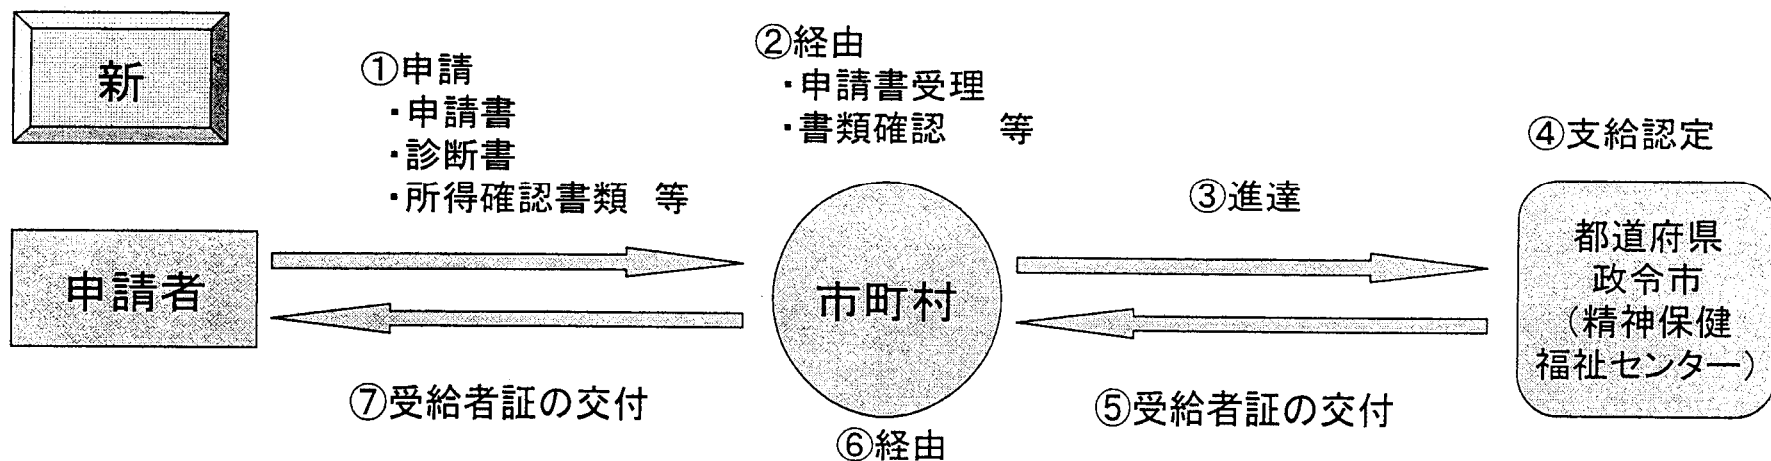 新
①申請
・申請書
・診断書
・所得確認書類 等
②経由
・申請書受理
・書類確認 等
③進達
④支給認定
申請者
市町村
都道府県
政令市
（精神保健
福祉センター）
⑦受給者証の交付
⑥経由
⑤受給者証の交付